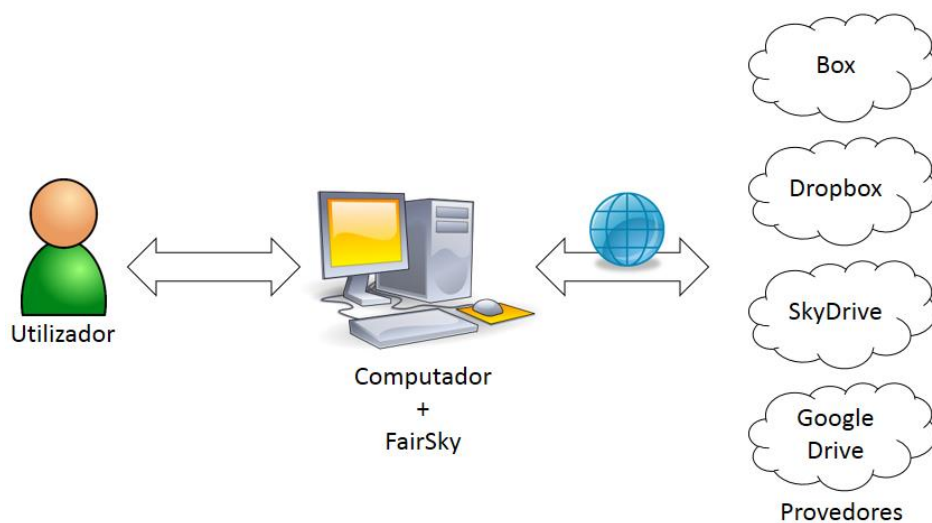 Utilizador
Computador
+
FairSky
Box
Dropbox
SkyDrive
Google
Drive
Provedores